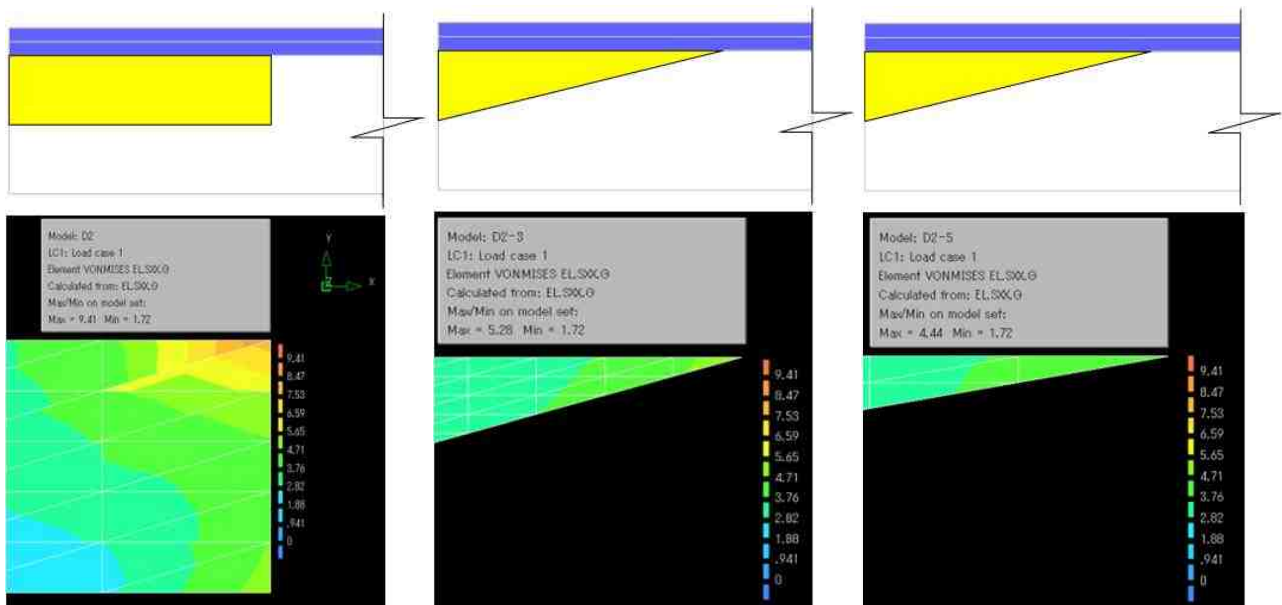 Model: D2
LC1: Load case 1
Element VONMISES EL.SXX.G
Calculated from: EL.SXX.G
Max/Min on model set:
Max = 9.41 Min = 1.72
Y
Z
X
9.41
8.47
7.53
6.59
5.65
4.71
3.76
2.82
1.88
.941
0
Model: D2-3
LC1: Load case 1
Element VONMISES EL.SXX.G
Calculated from: EL.SXX.G
Max/Min on model set:
Max = 5.28 Min = 1.72
9.41
8.47
7.53
6.59
5.65
4.71
3.76
2.82
1.88
.941
0
Model: D2-5
LC1: Load case 1
Element VONMISES EL.SXX.G
Calculated from: EL.SXX.G
Max/Min on model set:
Max = 4.44 Min = 1.72
9.41
8.47
7.53
6.59
5.65
4.71
3.76
2.82
1.88
.941
0